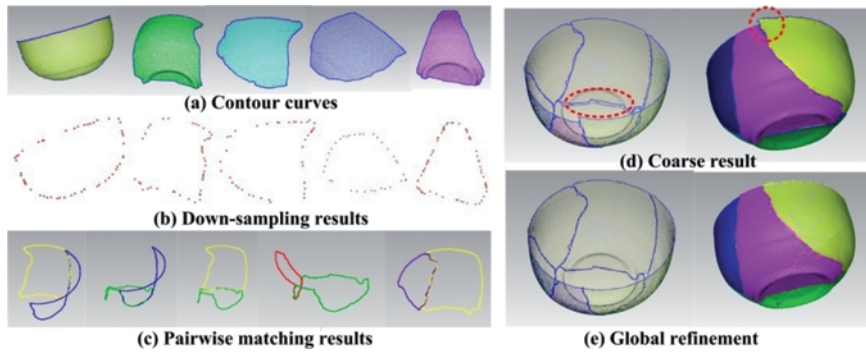 (a) Contour curves
(b) Down-sampling results
(c) Pairwise matching results
(d) Coarse result
(e) Global refinement